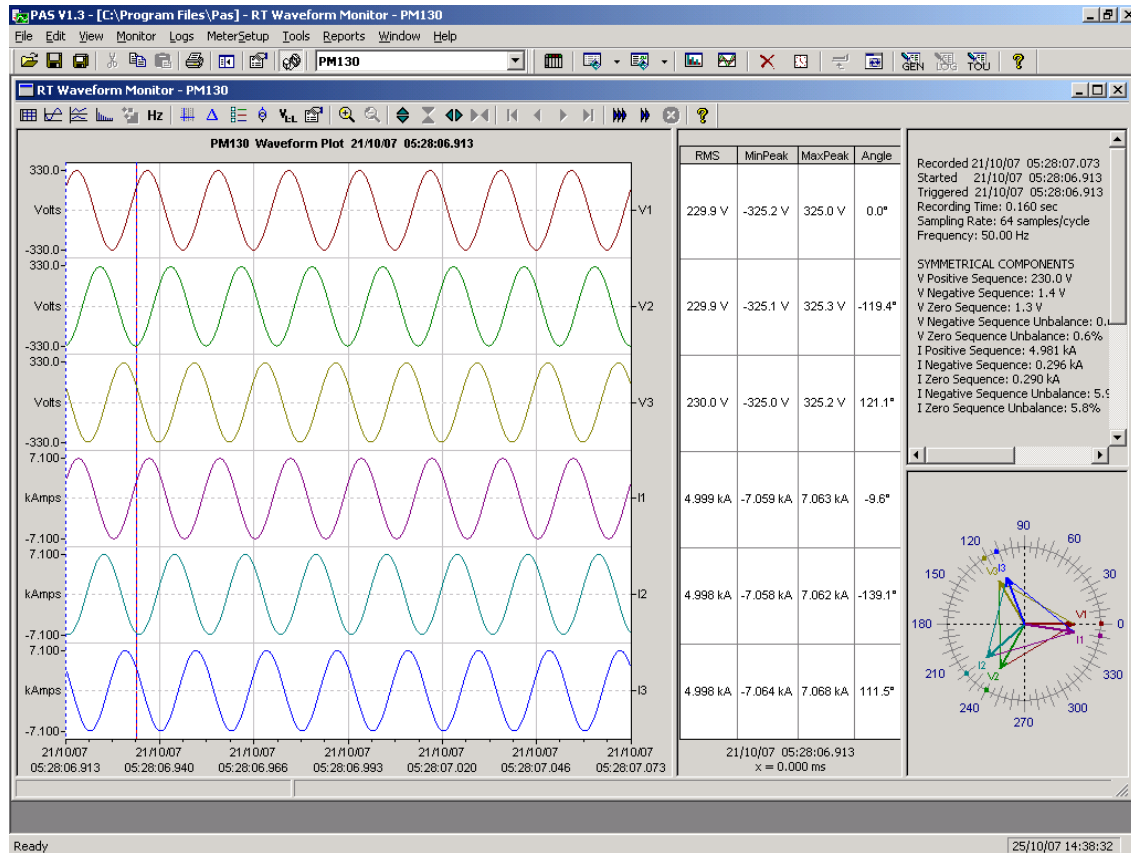 PAS V1.3 - [C:\Program Files\Pas] - RT Waveform Monitor - PM130
File Edit View Monitor Logs MeterSetup Tools Reports Window Help
PM130
GEN LOG TOU
RT Waveform Monitor - PM130
Hz VLL
PM130 Waveform Plot 21/10/07 05:28:06.913
330.0
Volts
-330.0
V1
330.0
Volts
-330.0
V2
330.0
Volts
-330.0
V3
7.100
kAmps
-7.100
I1
7.100
kAmps
-7.100
I2
7.100
kAmps
-7.100
I3
21/10/07 21/10/07 21/10/07 21/10/07 21/10/07 21/10/07 21/10/07
05:28:06.913 05:28:06.940 05:28:06.966 05:28:06.993 05:28:07.020 05:28:07.046 05:28:07.073
RMS MinPeak MaxPeak Angle
229.9 V -325.2 V 325.0 V 0.0°
229.9 V -325.1 V 325.3 V -119.4°
230.0 V -325.0 V 325.2 V 121.1°
4.999 kA -7.059 kA 7.063 kA -9.6°
4.998 kA -7.058 kA 7.062 kA -139.1°
4.998 kA -7.064 kA 7.068 kA 111.5°
21/10/07 05:28:06.913
x = 0.000 ms
Recorded 21/10/07 05:28:07.073
Started 21/10/07 05:28:06.913
Triggered 21/10/07 05:28:06.913
Recording Time: 0.160 sec
Sampling Rate: 64 samples/cycle
Frequency: 50.00 Hz
SYMMETRICAL COMPONENTS
V Positive Sequence: 230.0 V
V Negative Sequence: 1.4 V
V Zero Sequence: 1.3 V
V Negative Sequence Unbalance: 0.
V Zero Sequence Unbalance: 0.6%
I Positive Sequence: 4.981 kA
I Negative Sequence: 0.296 kA
I Zero Sequence: 0.290 kA
I Negative Sequence Unbalance: 5.9
I Zero Sequence Unbalance: 5.8%
90
120 60
I3
V3
150 30
V1
180 0
I1
I2
V2
210 330
240 300
270
Ready
25/10/07 14:38:32